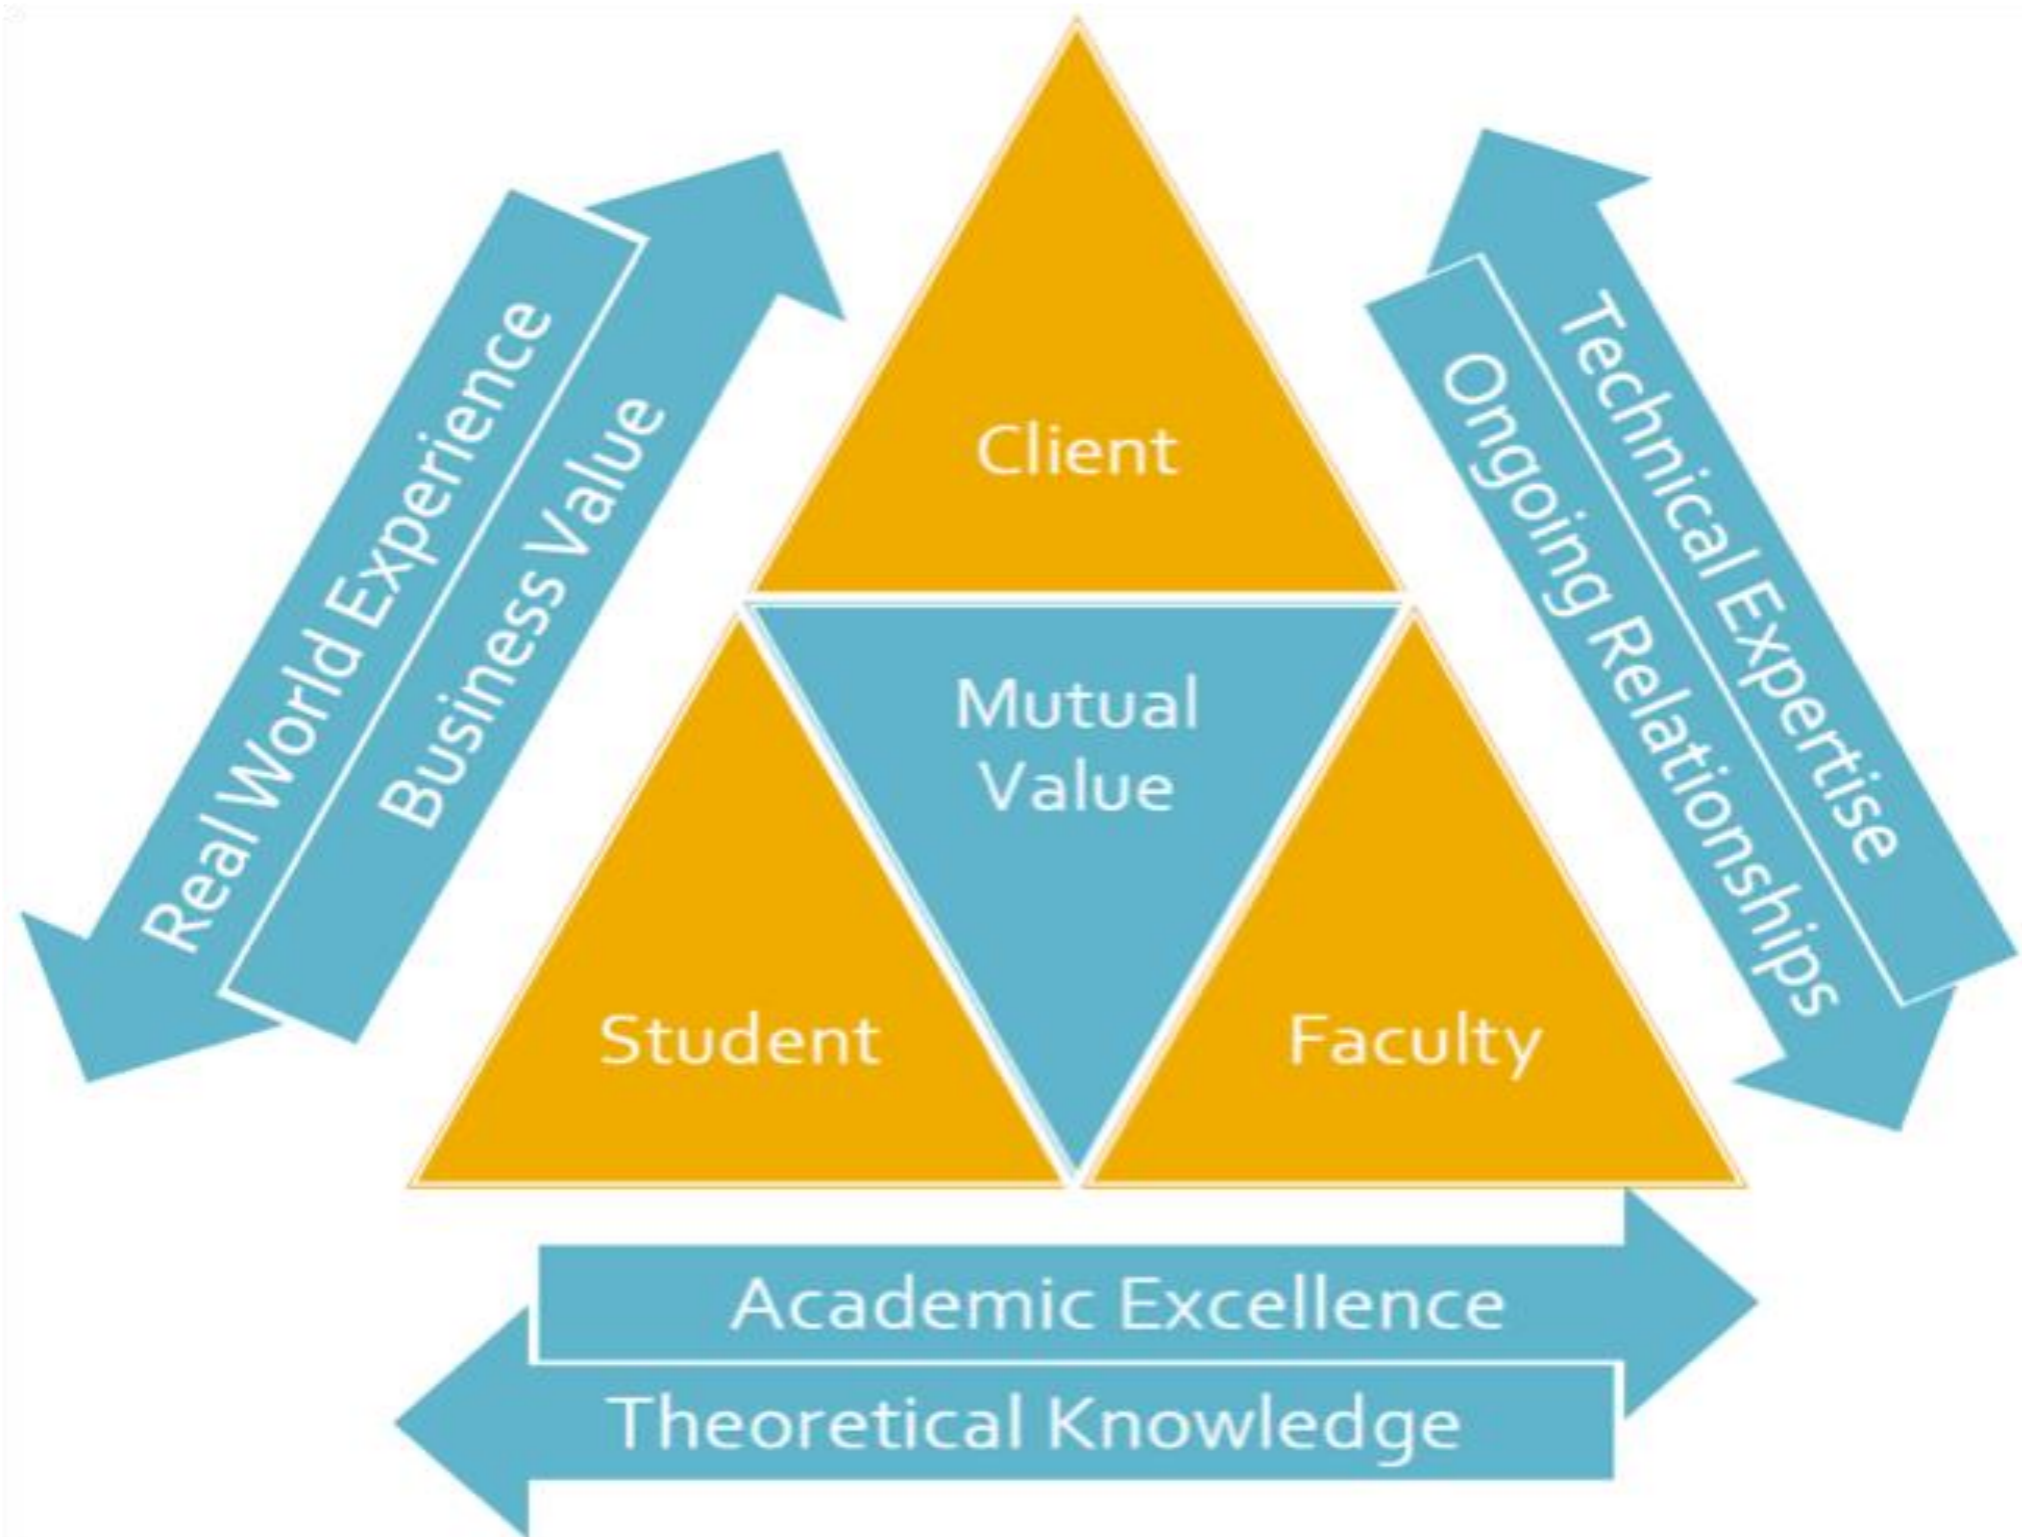 Client
Mutual
Value
Student
Faculty
Real World Experience
Business Value
Technical Expertise
Ongoing Relationships
Academic Excellence
Theoretical Knowledge